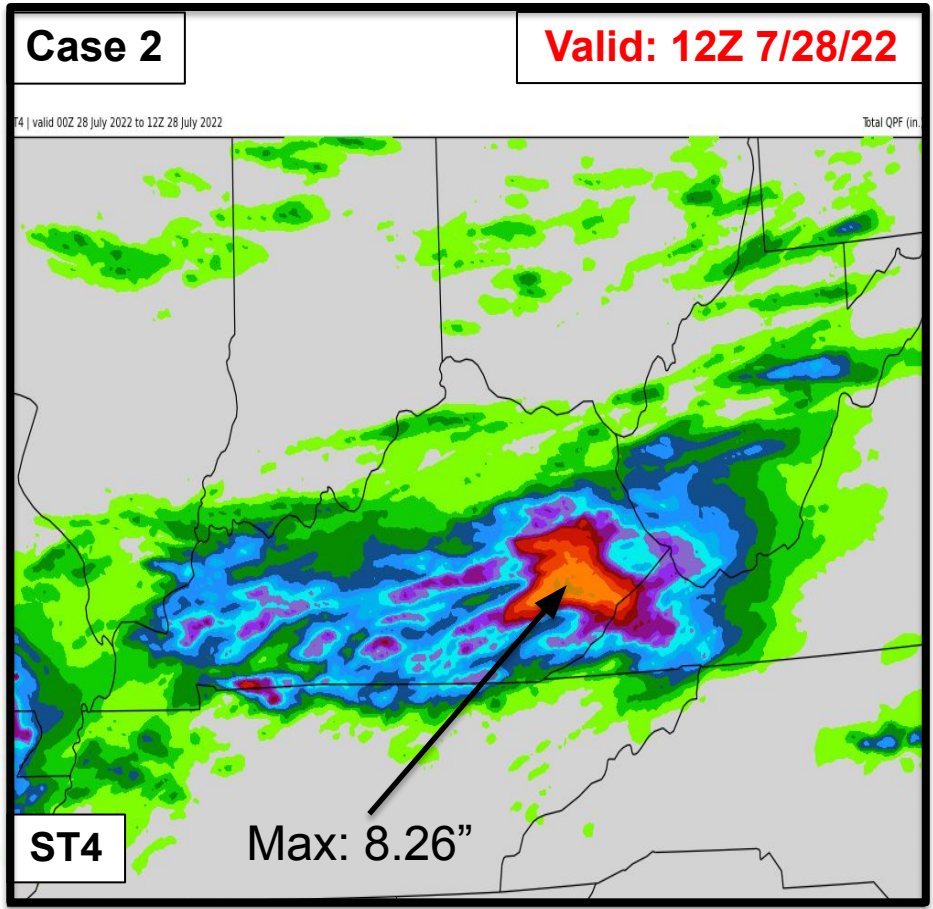 Case 2
Valid: 12Z 7/28/22
T4 | valid 00Z 28 July 2022 to 12Z 28 July 2022
Total QPF (in.
ST4
Max: 8.26”